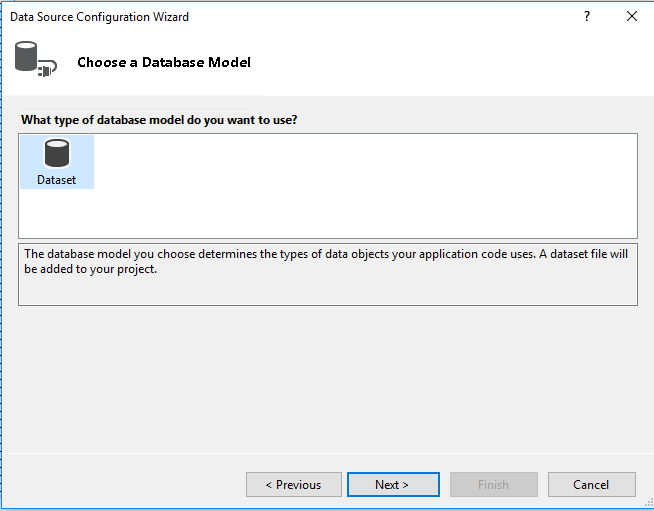 Data Source Configuration Wizard
?
Choose a Database Model
What type of database model do you want to use?
Dataset
The database model you choose determines the types of data objects your application code uses. A dataset file will
be added to your project.
< Previous
Next >
Finish
Cancel